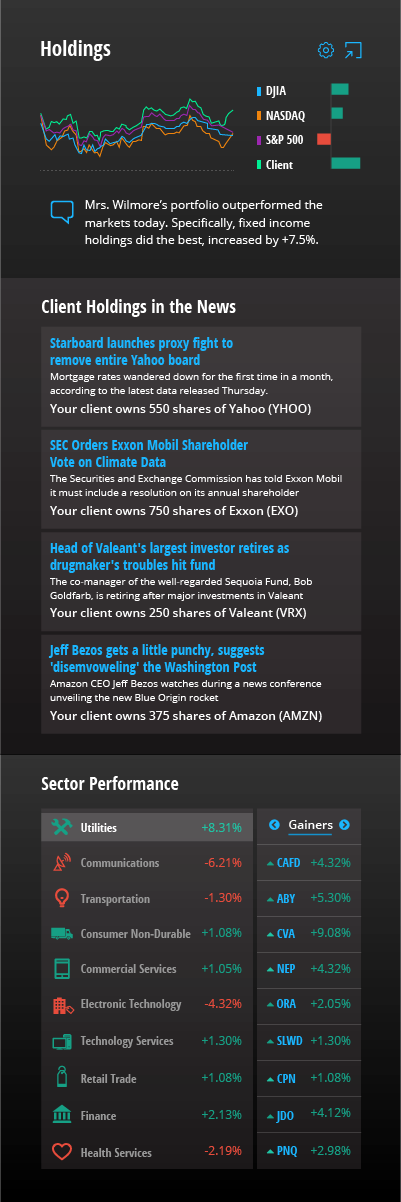 Holdings
DJIA
NASDAQ
S&P 500
Client
Mrs. Wilmore's portfolio outperformed the
markets today. Specifically, fixed income
holdings did the best, increased by +7.5%.
Client Holdings in the News
Starboard launches proxy fight to
remove entire Yahoo board
Mortgage rates wandered down for the first time in a month,
according to the latest data released Thursday.
Your client owns 550 shares of Yahoo (YHOO)
SEC Orders Exxon Mobil Shareholder
Vote on Climate Data
The Securities and Exchange Commission has told Exxon Mobil
it must include a resolution on its annual shareholder
Your client owns 750 shares of Exxon (EXO)
Head of Valeant's largest investor retires as
drugmaker's troubles hit fund
The co-manager of the well-regarded Sequoia Fund, Bob
Goldfarb, is retiring after major investments in Valeant
Your client owns 250 shares of Valeant (VRX)
Jeff Bezos gets a little punchy, suggests
'disemvoweling' the Washington Post
Amazon CEO Jeff Bezos watches during a news conference
unveiling the new Blue Origin rocket
Your client owns 375 shares of Amazon (AMZN)
Sector Performance
Utilities +8.31%
Communications -6.21%
Transportation -1.30%
Consumer Non-Durable +1.08%
Commercial Services +1.05%
Electronic Technology -4.32%
Technology Services +1.30%
Retail Trade +1.08%
Finance +2.13%
Health Services -2.19%
Gainers
CAFD +4.32%
ABY +5.30%
CVA +9.08%
NEP +4.32%
ORA +2.05%
SLWD +1.30%
CPN +1.08%
JDO +4.12%
PNQ +2.98%